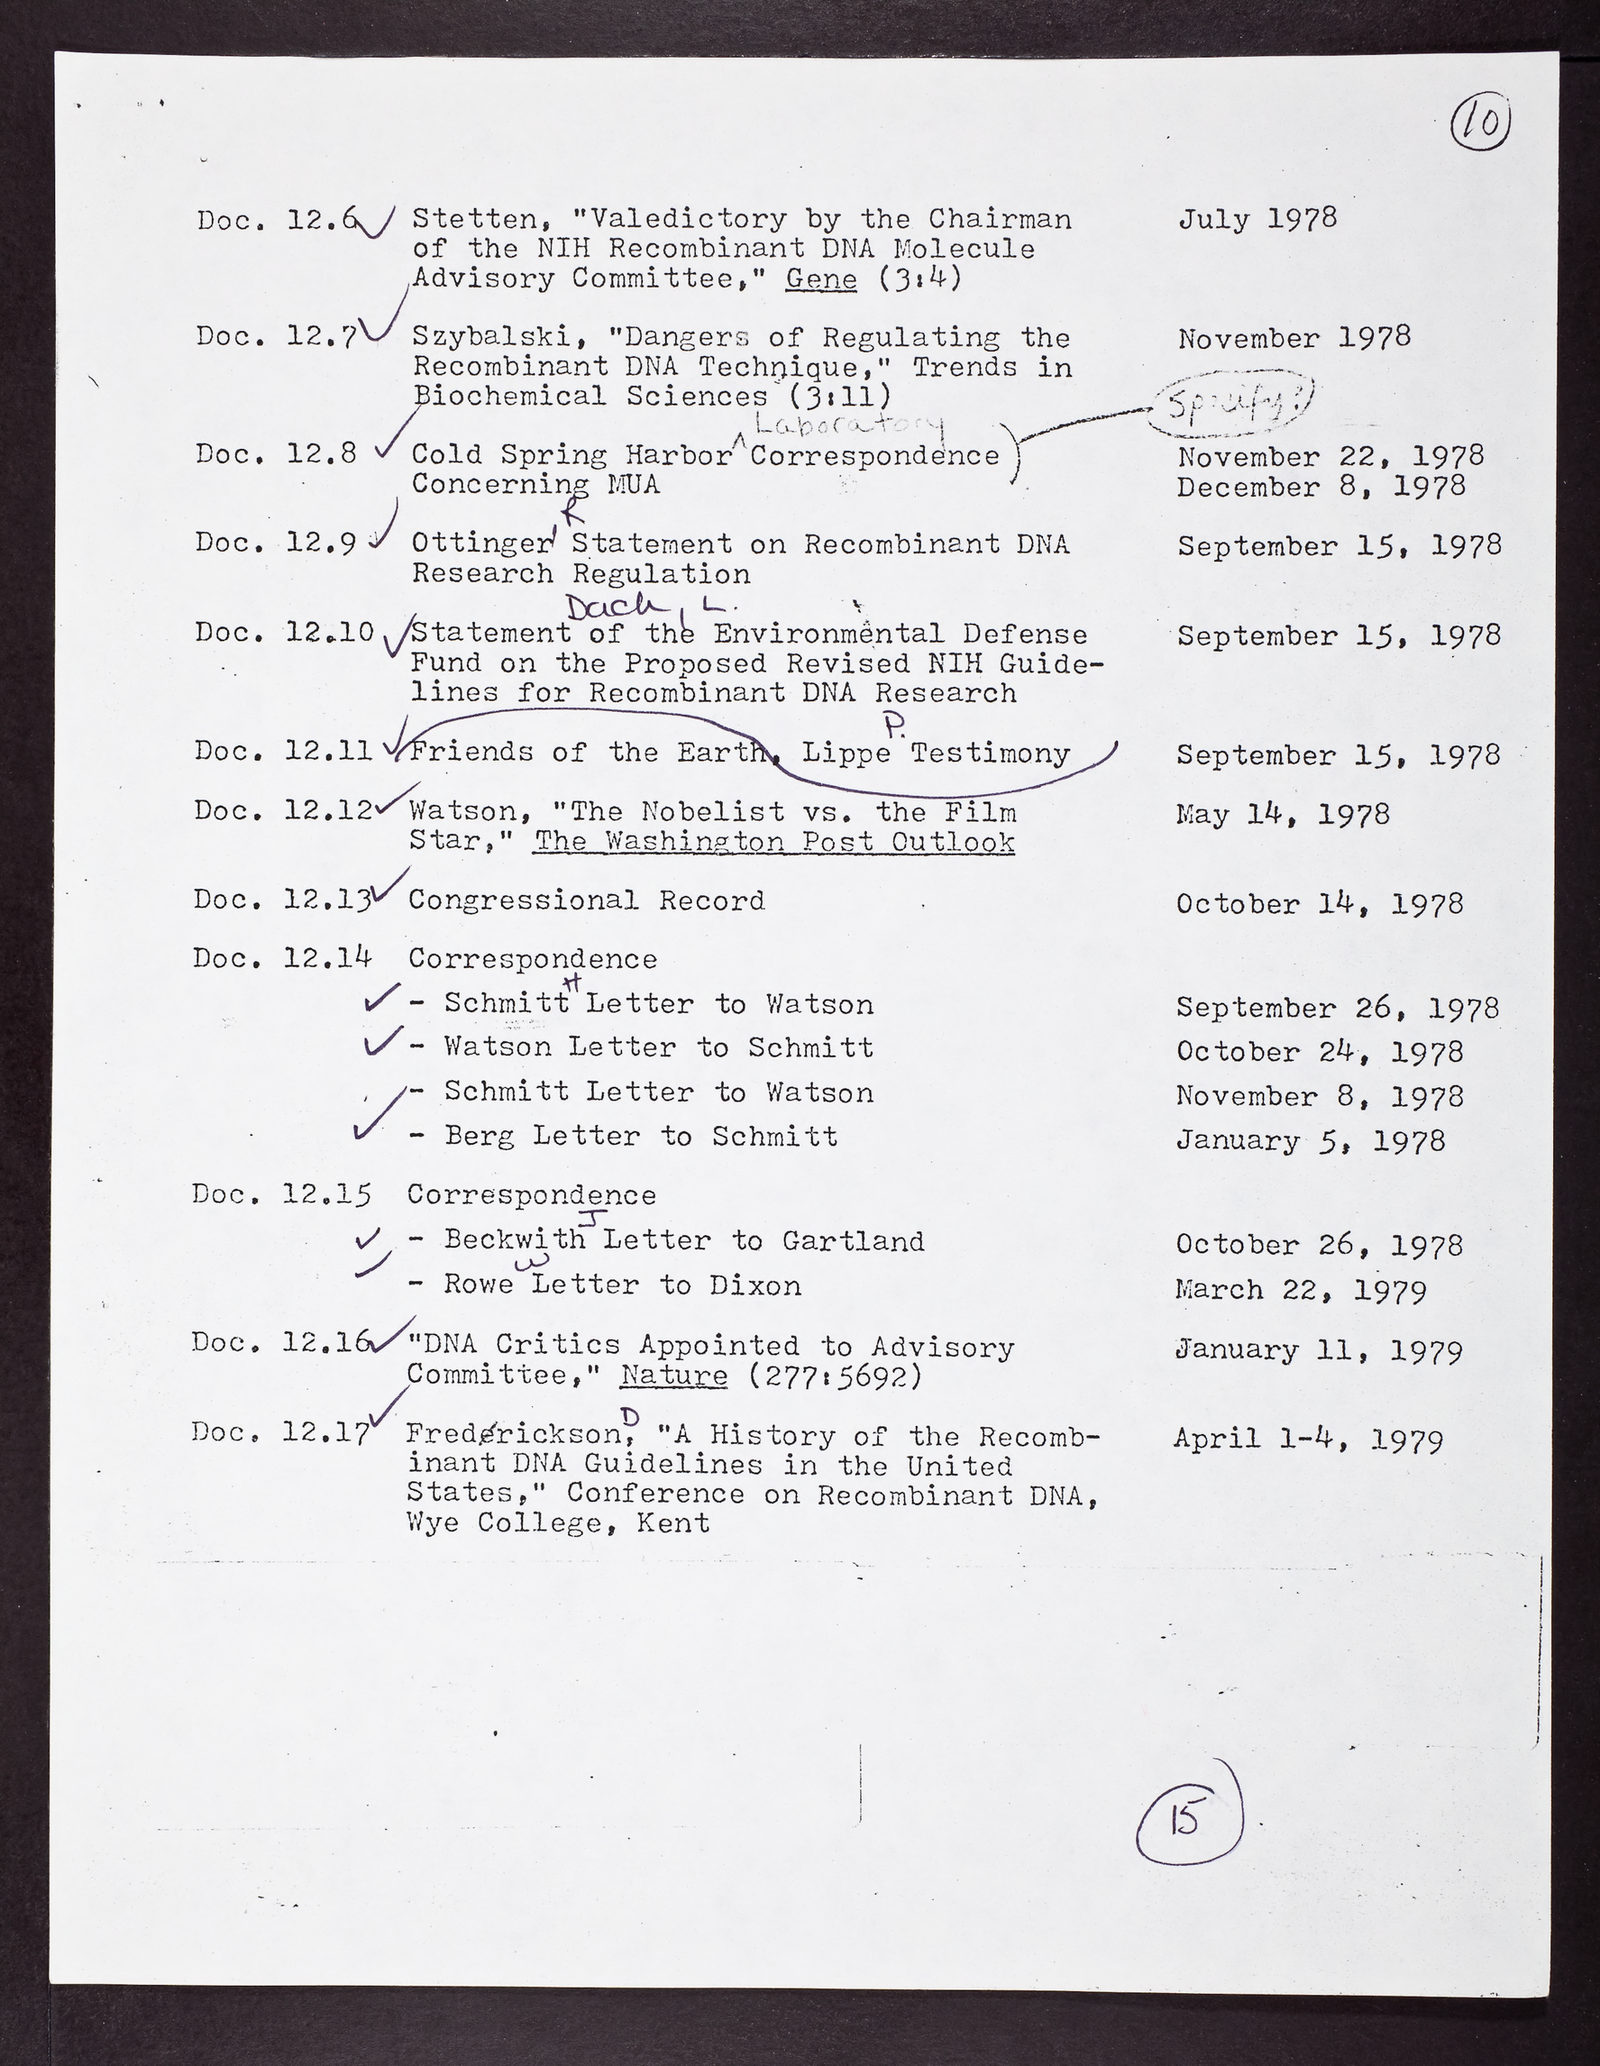 10
Doc. 12.6 Stetten, "Valedictory by the Chairman July 1978
of the NIH Recombinant DNA Molecule
Advisory Committee," Gene (3:4)
Doc. 12.7 Szybalski, "Dangers of Regulating the November 1978
Recombinant DNA Technique," Trends in
Biochemical Sciences (3:11)
Specify?
Laboratory
Doc. 12.8 Cold Spring Harbor Correspondence November 22, 1978
Concerning MUA December 8, 1978
R
Doc. 12.9 Ottinger Statement on Recombinant DNA September 15, 1978
Research Regulation
Dach, L.
Doc. 12.10 Statement of the Environmental Defense September 15, 1978
Fund on the Proposed Revised NIH Guide-
lines for Recombinant DNA Research
P.
Doc. 12.11 Friends of the Earth, Lippe Testimony September 15, 1978
Doc. 12.12 Watson, "The Nobelist vs. the Film May 14, 1978
Star," The Washington Post Outlook
Doc. 12.13 Congressional Record October 14, 1978
Doc. 12.14 Correspondence
H
- Schmitt Letter to Watson September 26, 1978
- Watson Letter to Schmitt October 24, 1978
- Schmitt Letter to Watson November 8, 1978
- Berg Letter to Schmitt January 5, 1978
Doc. 12.15 Correspondence
J
- Beckwith Letter to Gartland October 26, 1978
W
- Rowe Letter to Dixon March 22, 1979
Doc. 12.16 "DNA Critics Appointed to Advisory January 11, 1979
Committee," Nature (277:5692)
D
Doc. 12.17 Frederickson, "A History of the Recomb- April 1-4, 1979
inant DNA Guidelines in the United
States," Conference on Recombinant DNA,
Wye College, Kent
15